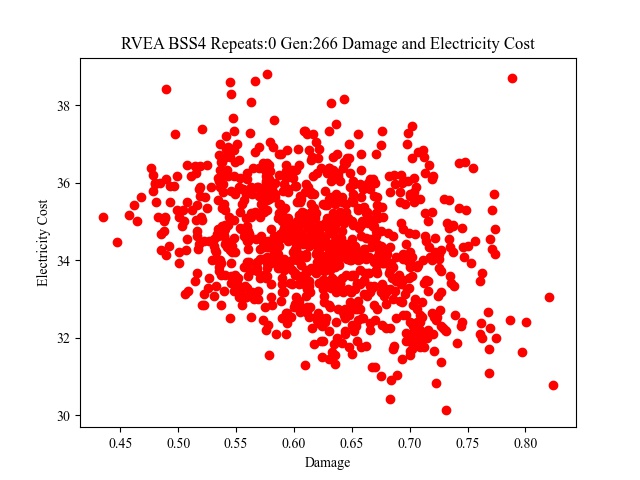 RVEA BSS4 Repeats:0 Gen:266 Damage and Electricity Cost
Electricity Cost
38
36
34
32
30
0.45 0.50 0.55 0.60 0.65 0.70 0.75 0.80
Damage